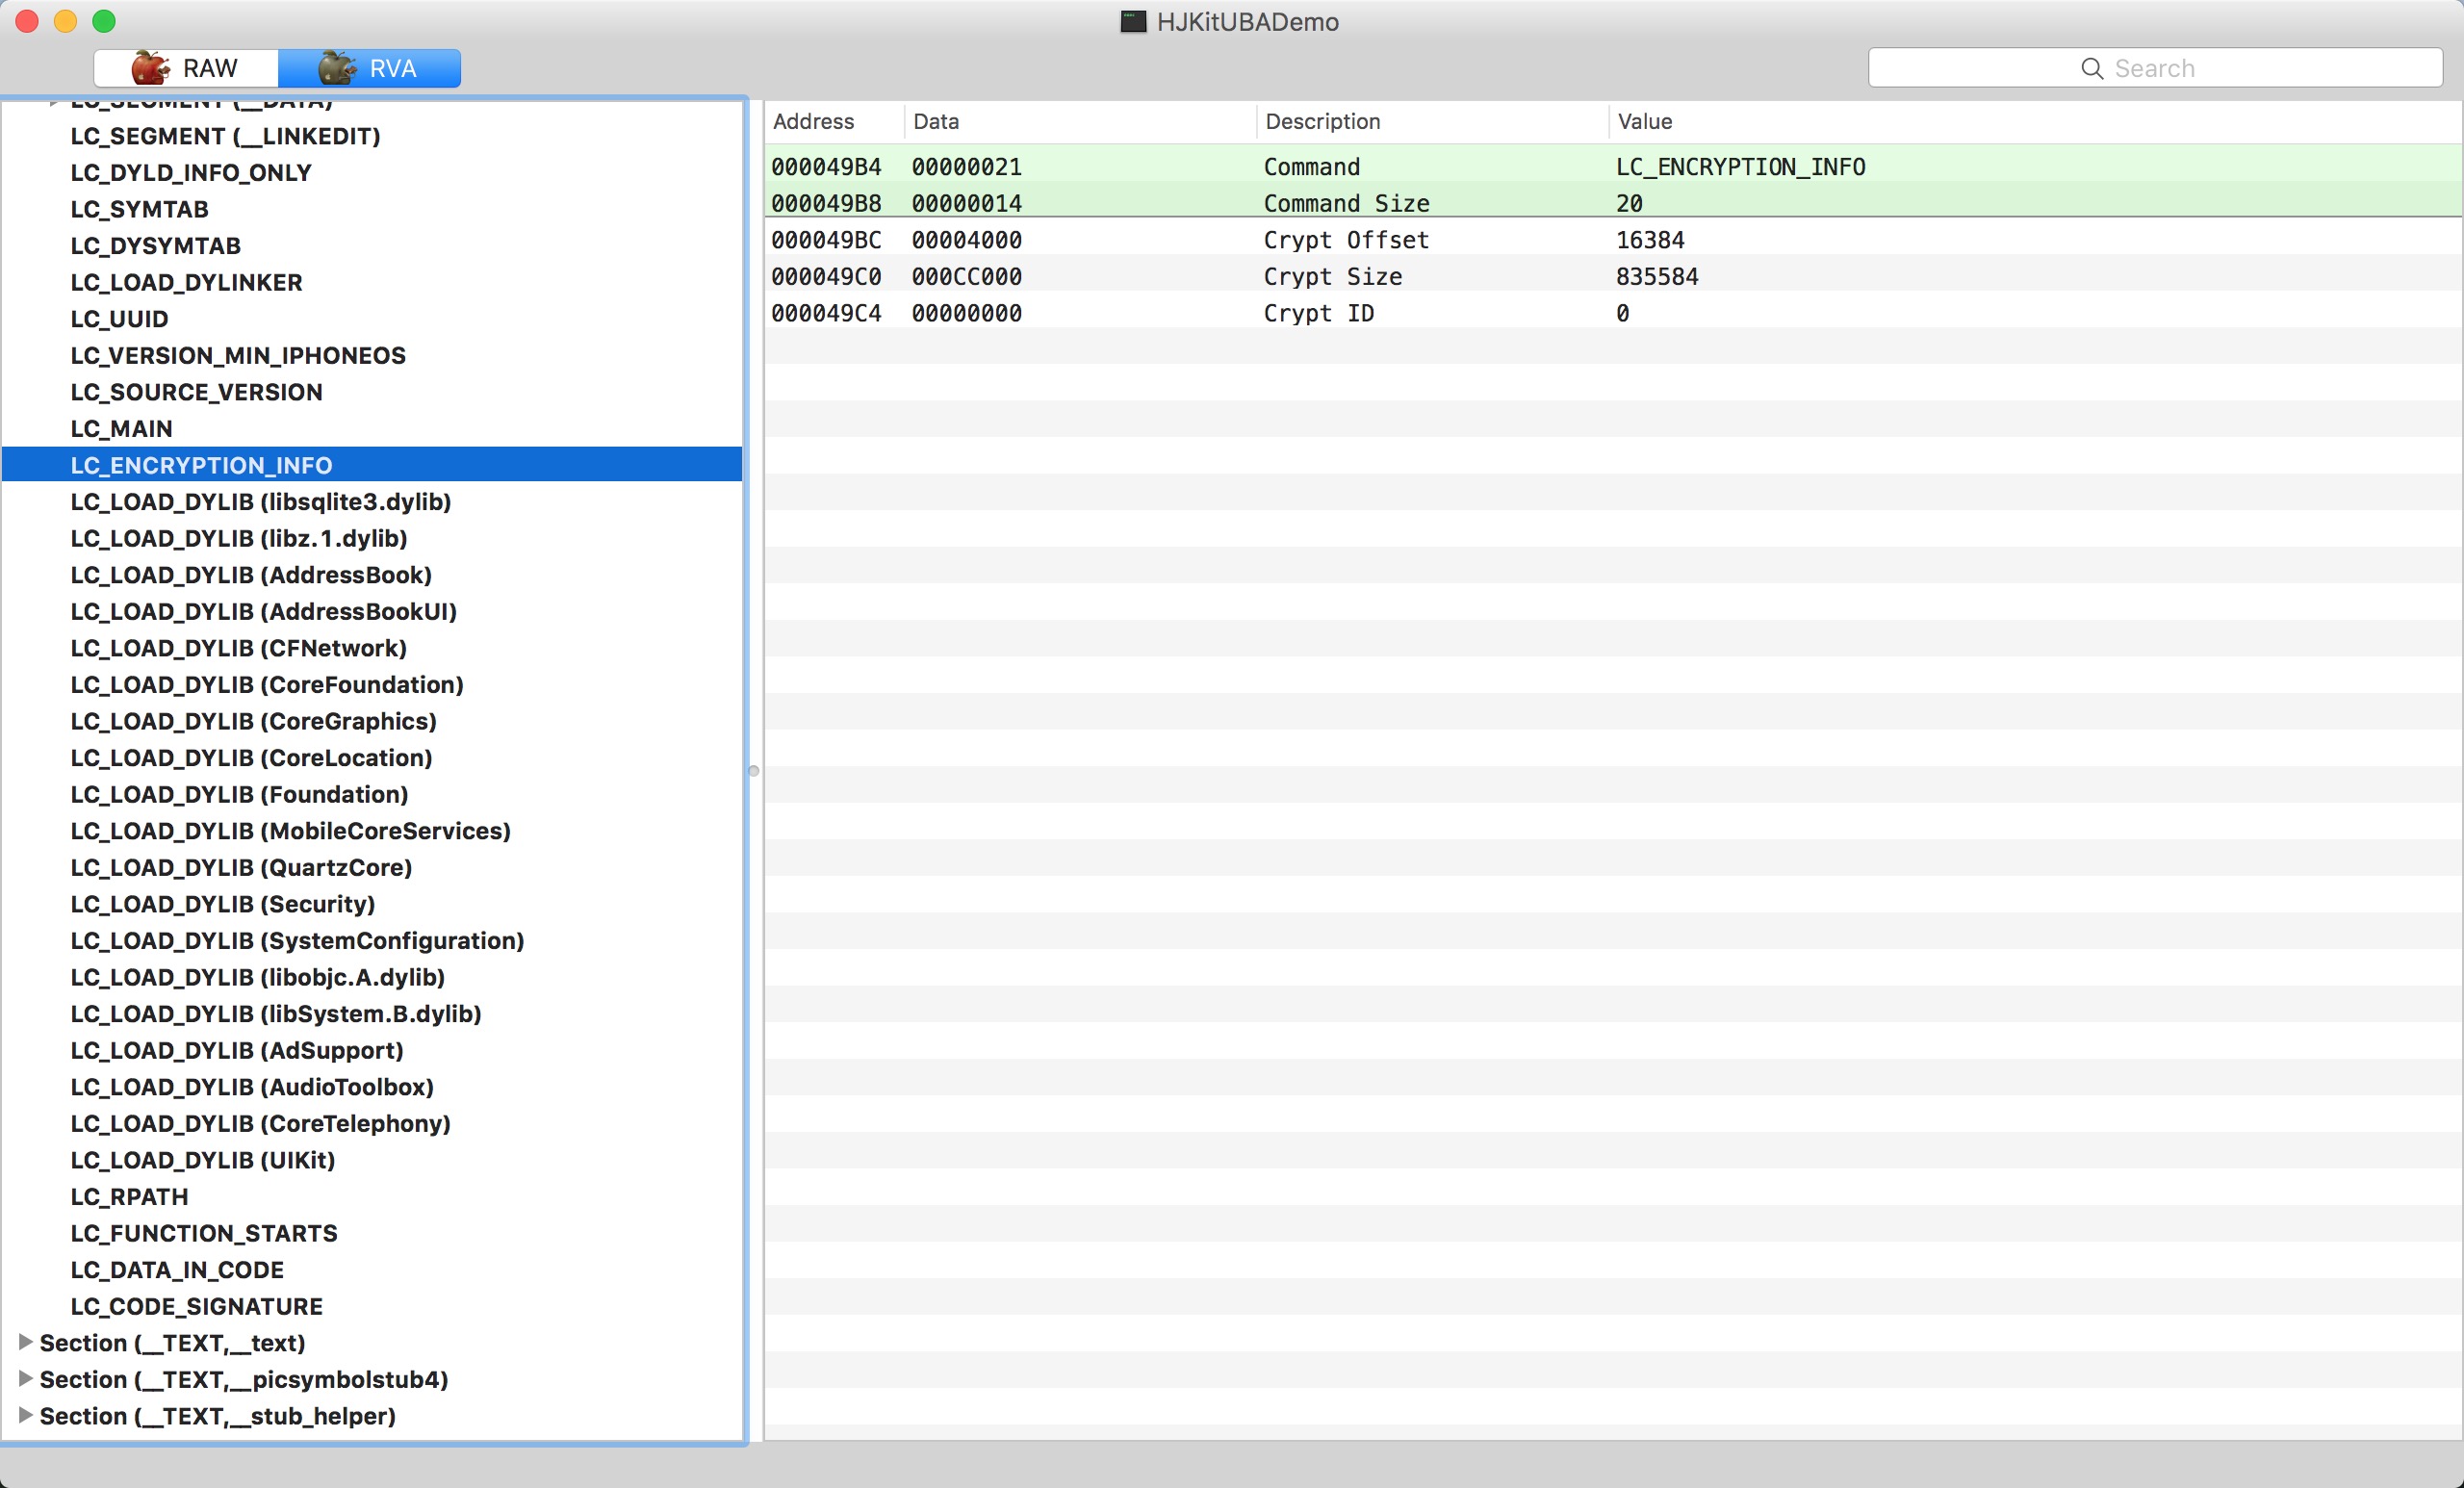 HJKitUBADemo
RAW RVA Search
LC_SEGMENT (__DATA)
LC_SEGMENT (__LINKEDIT)
LC_DYLD_INFO_ONLY
LC_SYMTAB
LC_DYSYMTAB
LC_LOAD_DYLINKER
LC_UUID
LC_VERSION_MIN_IPHONEOS
LC_SOURCE_VERSION
LC_MAIN
LC_ENCRYPTION_INFO
LC_LOAD_DYLIB (libsqlite3.dylib)
LC_LOAD_DYLIB (libz.1.dylib)
LC_LOAD_DYLIB (AddressBook)
LC_LOAD_DYLIB (AddressBookUI)
LC_LOAD_DYLIB (CFNetwork)
LC_LOAD_DYLIB (CoreFoundation)
LC_LOAD_DYLIB (CoreGraphics)
LC_LOAD_DYLIB (CoreLocation)
LC_LOAD_DYLIB (Foundation)
LC_LOAD_DYLIB (MobileCoreServices)
LC_LOAD_DYLIB (QuartzCore)
LC_LOAD_DYLIB (Security)
LC_LOAD_DYLIB (SystemConfiguration)
LC_LOAD_DYLIB (libobjc.A.dylib)
LC_LOAD_DYLIB (libSystem.B.dylib)
LC_LOAD_DYLIB (AdSupport)
LC_LOAD_DYLIB (AudioToolbox)
LC_LOAD_DYLIB (CoreTelephony)
LC_LOAD_DYLIB (UIKit)
LC_RPATH
LC_FUNCTION_STARTS
LC_DATA_IN_CODE
LC_CODE_SIGNATURE
Section (__TEXT,__text)
Section (__TEXT,__picsymbolstub4)
Section (__TEXT,__stub_helper)
Address Data Description Value
000049B4 00000021 Command LC_ENCRYPTION_INFO
000049B8 00000014 Command Size 20
000049BC 00004000 Crypt Offset 16384
000049C0 000CC000 Crypt Size 835584
000049C4 00000000 Crypt ID 0